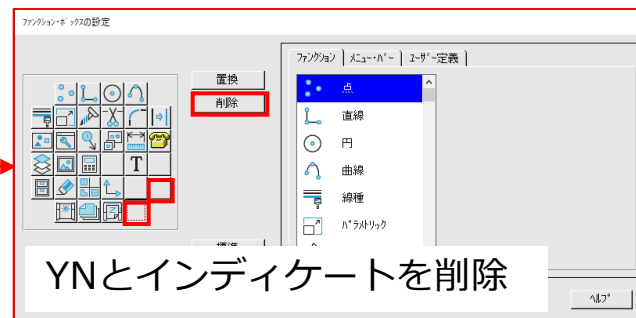 ﾌｧﾝｸｼｮﾝ･ﾎﾞｯｸｽの設定
ﾌｧﾝｸｼｮﾝ
ﾒﾆｭｰ･ﾊﾞｰ
ﾕｰｻﾞｰ定義
置換
削除
点
直線
円
曲線
線種
ﾊﾟﾗﾒﾄﾘｯｸ
T
YNとインディケートを削除
ﾍﾙﾌﾟ